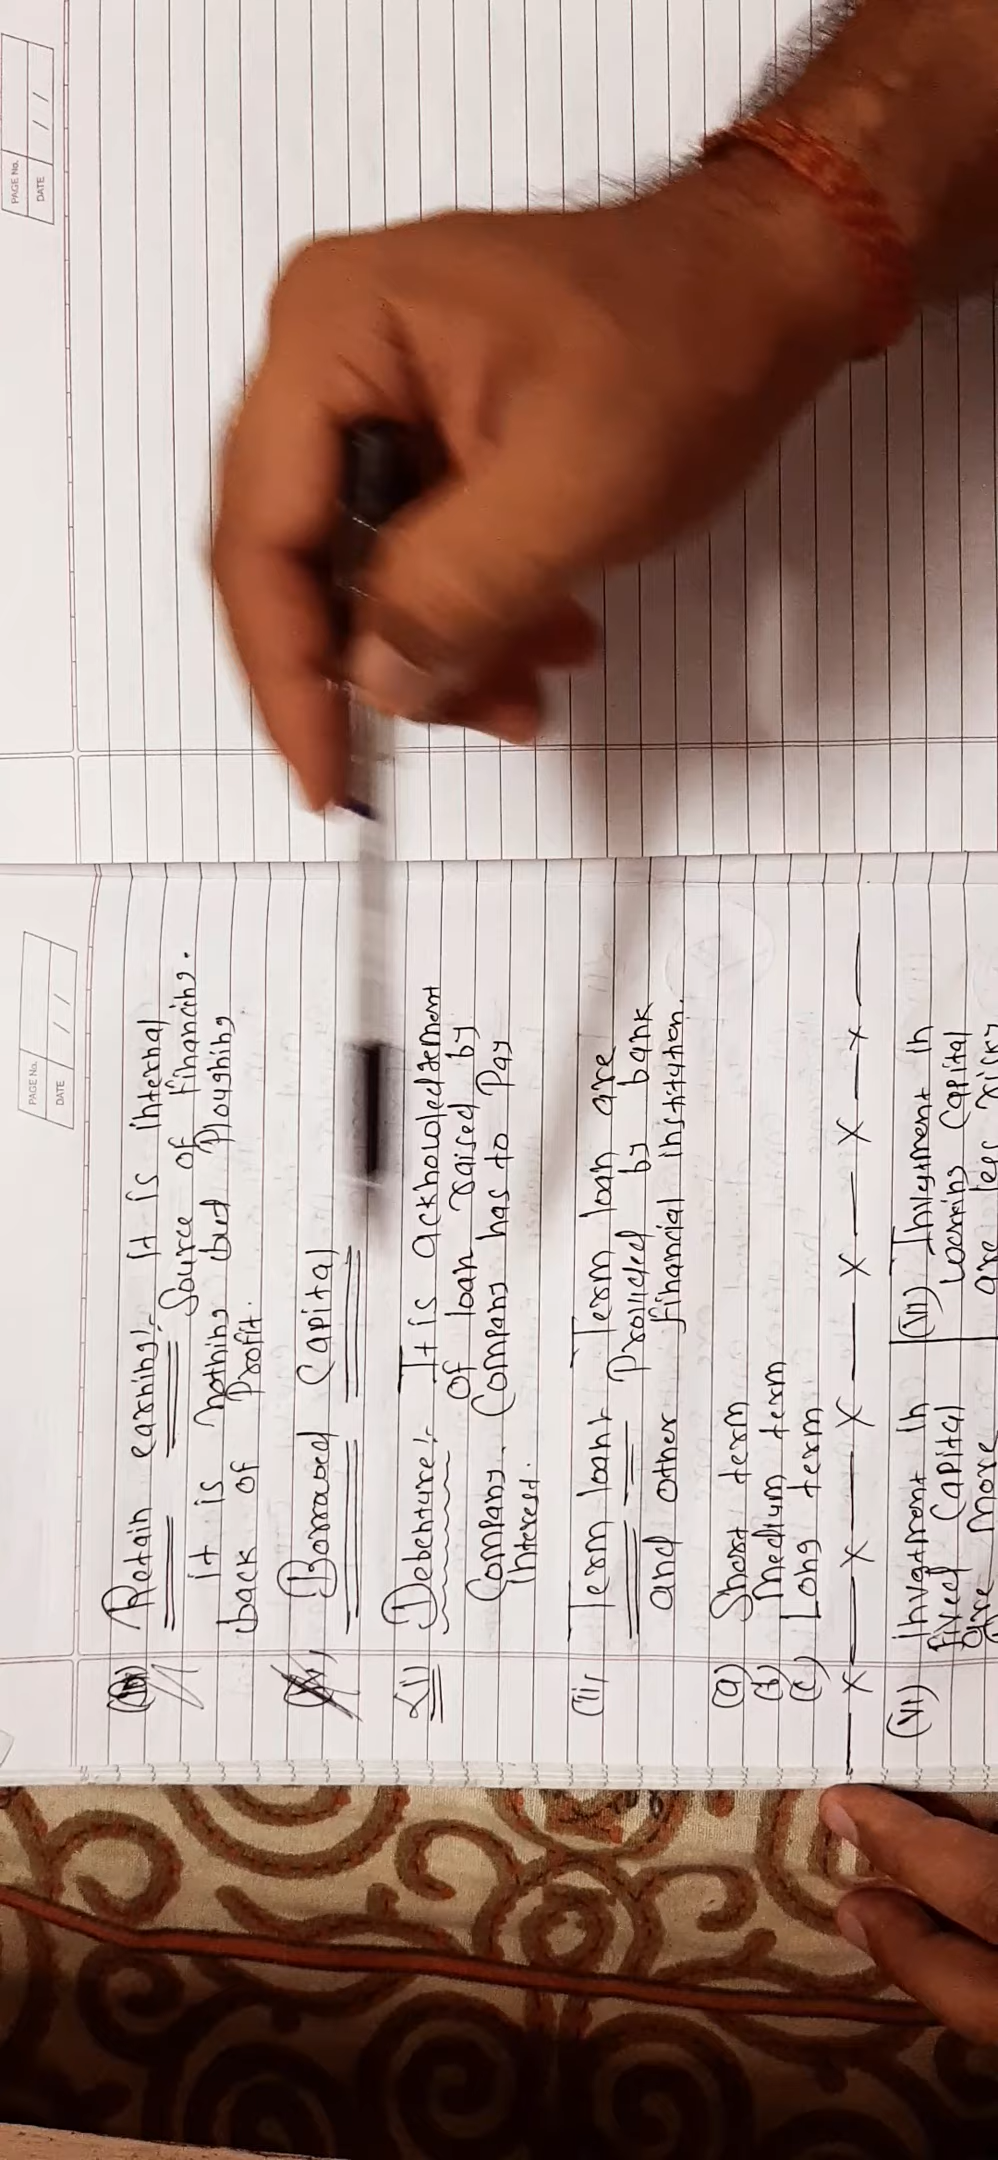 PAGE No.
DATE / /
PAGE No.
DATE / /
Retain earning:- It is internal
Source of Financing.
it is nothing but Ploughing
back of Profit.
Borrowed Capital
(i) Debenture:- It is acknowledgement
of loan raised by
Company. Company has to Pay
Interest.
(ii) Term loan:- Term loan are
Provided by bank
and other financial institution.
(a) Short term
(b) Medium term
(c) Long term
— x — x — x — x — x — x —
(vi) Invgtment in
fixed Capital
are more
(vii) Invgtment in
working Capital
are less risky